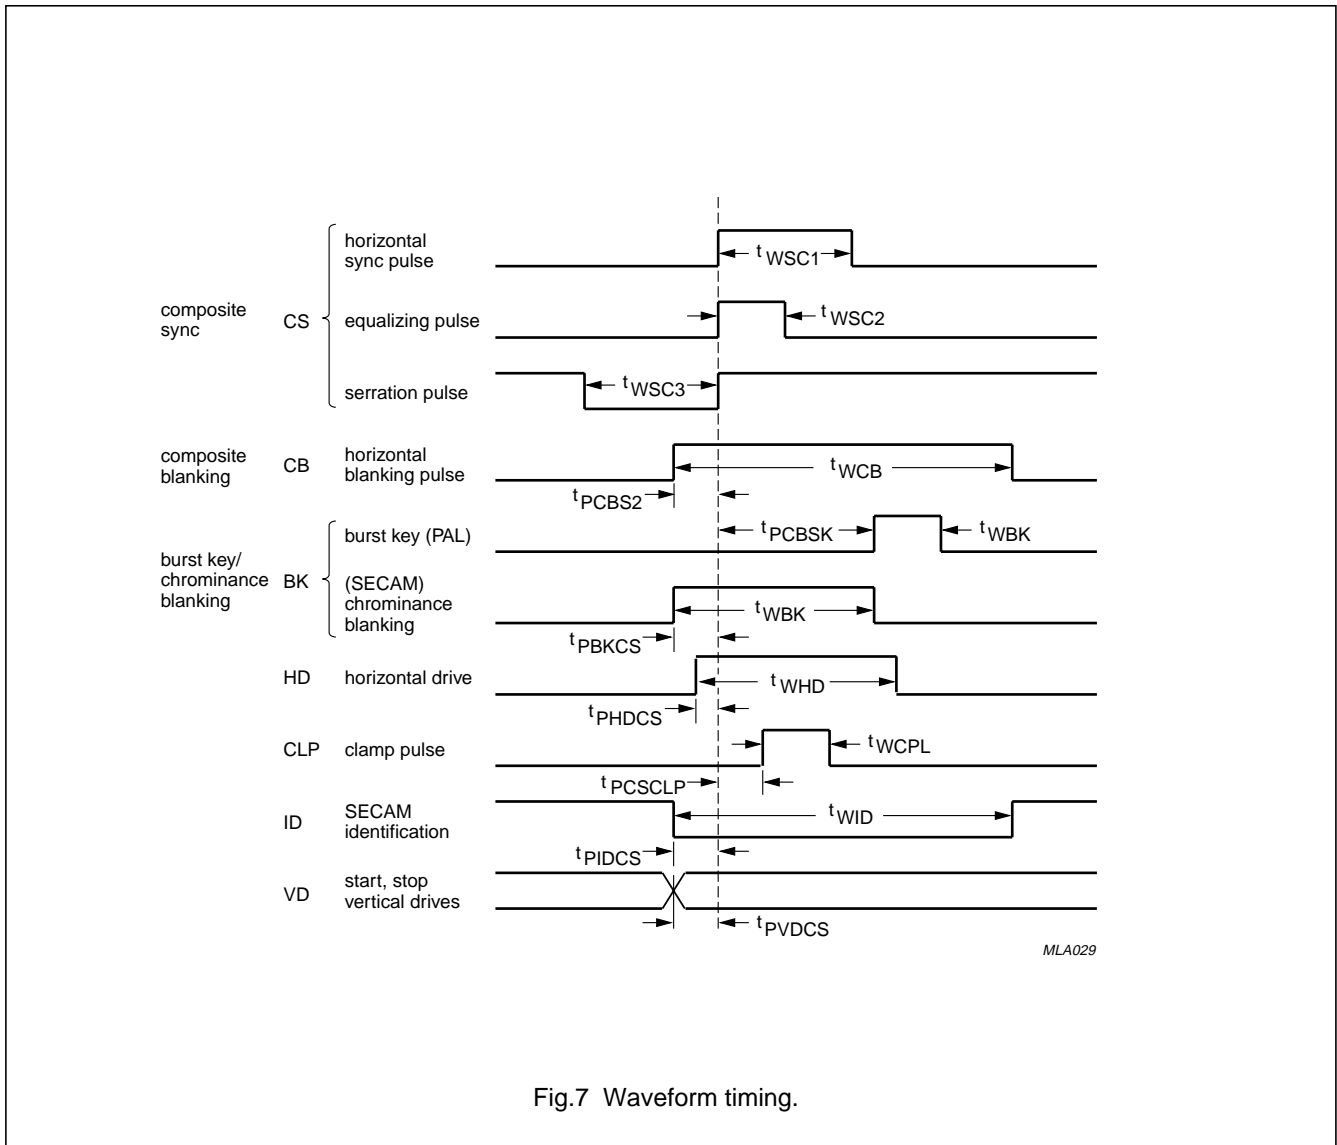 horizontal
sync pulse
t WSC1
composite
sync
CS
equalizing pulse
t WSC2
serration pulse
t WSC3
composite
blanking
CB
horizontal
blanking pulse
t WCB
t PCBS2
burst key/
chrominance
blanking
BK
burst key (PAL)
t PCBSK
t WBK
(SECAM)
chrominance
blanking
t WBK
t PBKCS
HD
horizontal drive
t WHD
t PHDCS
CLP
clamp pulse
t WCPL
t PCSCLP
ID
SECAM
identification
t WID
t PIDCS
VD
start, stop
vertical drives
t PVDCS
MLA029
Fig.7 Waveform timing.